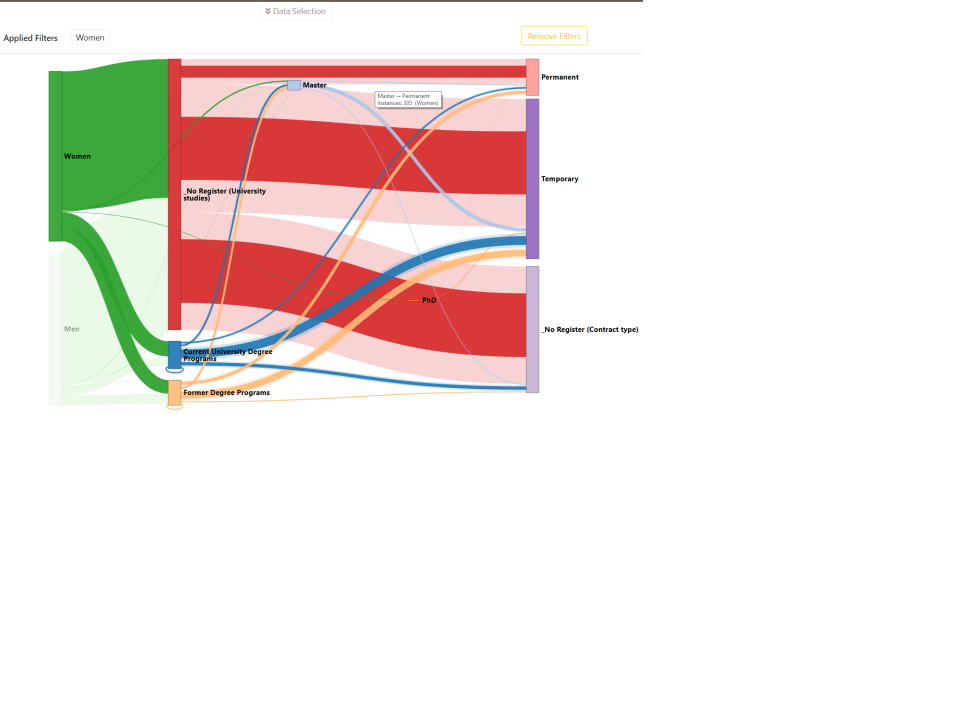 Data Selection
Applied Filters
Women
Remove Filters
Permanent
Master
Master → Permanent
Instances: 305 (Women)
Women
Temporary
_No Register (University
studies)
PhD
Men
_No Register (Contract type)
Current University Degree
Programs
Former Degree Programs